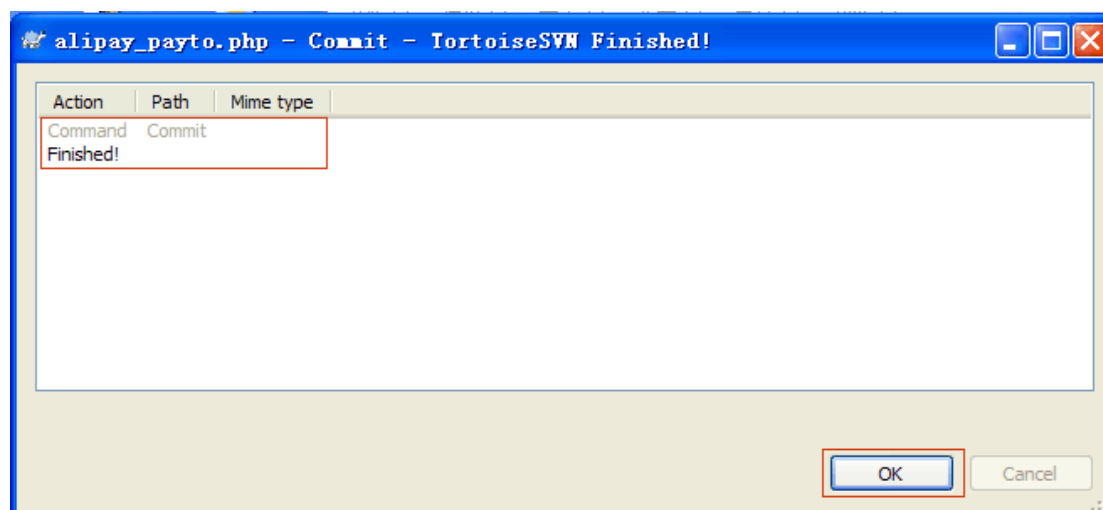 alipay_payto.php - Commit - TortoiseSVN Finished!
Action Path Mime type
Command Commit
Finished!
OK Cancel